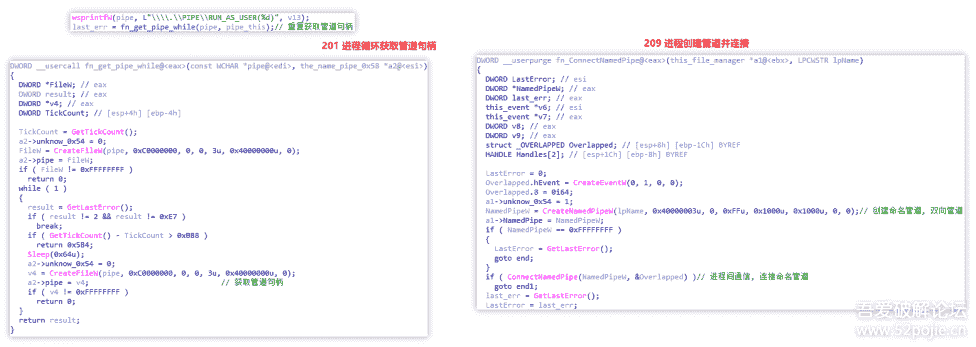 wsprintfW(pipe, L"\\\\.\\PIPE\\RUN_AS_USER(%d)", v13);
last_err = fn_get_pipe_while(pipe, pipe_this);// 重要获取管道句柄
201 进程循环获取管道句柄
DWORD __usercall fn_get_pipe_while@<eax>(const WCHAR *pipe@<edi>, the_name_pipe_0x58 *a2@<esi>)
{
DWORD *FileW; // eax
DWORD result; // eax
DWORD *v4; // eax
DWORD TickCount; // [esp+4h] [ebp-4h]
TickCount = GetTickCount();
a2->unknow_0x54 = 0;
FileW = CreateFileW(pipe, 0xC0000000, 0, 0, 3u, 0x40000000u, 0);
a2->pipe = FileW;
if ( FileW != 0xFFFFFFFF )
return 0;
while ( 1 )
{
result = GetLastError();
if ( result != 2 && result != 0xE7 )
break;
if ( GetTickCount() - TickCount > 0xBB8 )
return 0x5B4;
Sleep(0x64u);
a2->unknow_0x54 = 0;
v4 = CreateFileW(pipe, 0xC0000000, 0, 0, 3u, 0x40000000u, 0);
a2->pipe = v4; // 获取管道句柄
if ( v4 != 0xFFFFFFFF )
return 0;
}
return result;
}
209 进程创建管道并连接
DWORD __userpurge fn_ConnectNamedPipe@<eax>(this_file_manager *a1@<ebx>, LPCWSTR lpName)
{
DWORD LastError; // esi
DWORD *NamedPipeW; // eax
DWORD last_err; // eax
this_event *v6; // esi
this_event *v7; // eax
DWORD v8; // eax
DWORD v9; // eax
struct _OVERLAPPED Overlapped; // [esp+8h] [ebp-1Ch] BYREF
HANDLE Handles[2]; // [esp+1Ch] [ebp-8h] BYREF
LastError = 0;
Overlapped.hEvent = CreateEventW(0, 1, 0, 0);
Overlapped.8 = 0i64;
a1->unknow_0x54 = 1;
NamedPipeW = CreateNamedPipeW(lpName, 0x40000003u, 0, 0xFFu, 0x1000u, 0x1000u, 0, 0);// 创建命名管道, 双向管道
a1->NamedPipe = NamedPipeW;
if ( NamedPipeW == 0xFFFFFFFF )
{
LastError = GetLastError();
goto end;
}
if ( ConnectNamedPipe(NamedPipeW, &Overlapped) )// 进程间通信, 连接命名管道
goto end1;
last_err = GetLastError();
LastError = last_err;
吾爱破解论坛
www.52pojie.cn